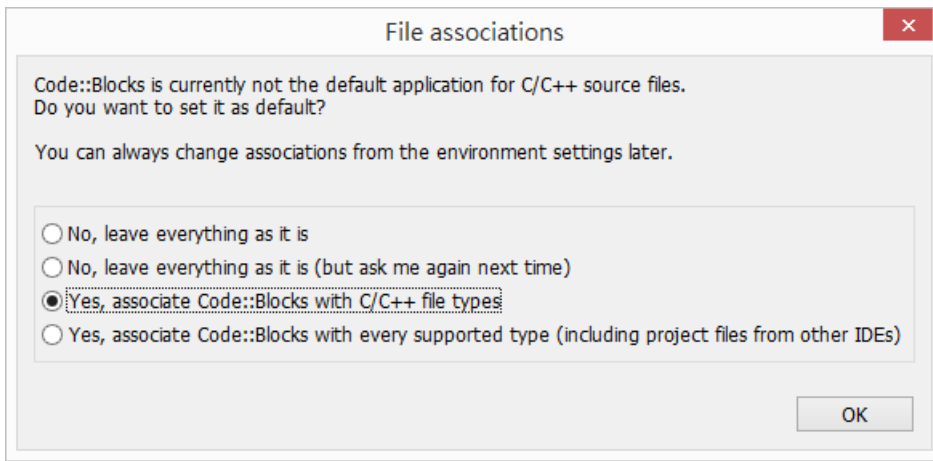 File associations
Code::Blocks is currently not the default application for C/C++ source files.
Do you want to set it as default?
You can always change associations from the environment settings later.
No, leave everything as it is
No, leave everything as it is (but ask me again next time)
Yes, associate Code::Blocks with C/C++ file types
Yes, associate Code::Blocks with every supported type (including project files from other IDEs)
OK